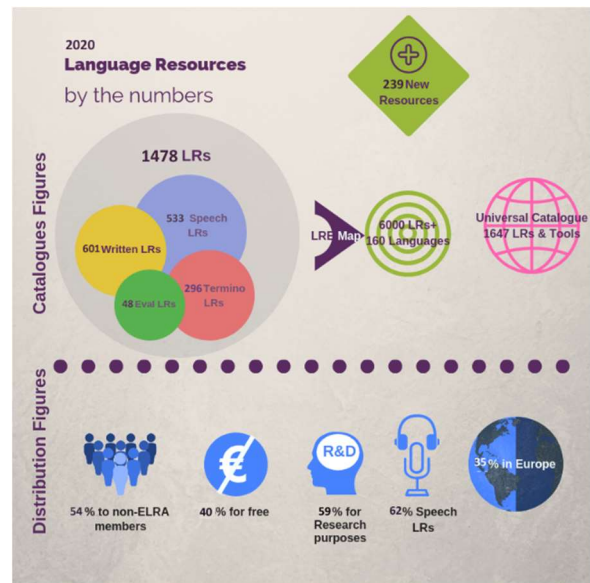 2020
Language Resources
by the numbers
239 New
Resources
Catalogues Figures
1478 LRs
533 Speech
LRs
601 Written LRs
296 Termino
LRs
48 Eval LRs
LRE Map
6000 LRs+
160 Languages
Universal Catalogue
1647 LRs & Tools
Distribution Figures
54 % to non-ELRA
members
€
40 % for free
R&D
59 % for
Research
purposes
62% Speech
LRs
35 % in Europe